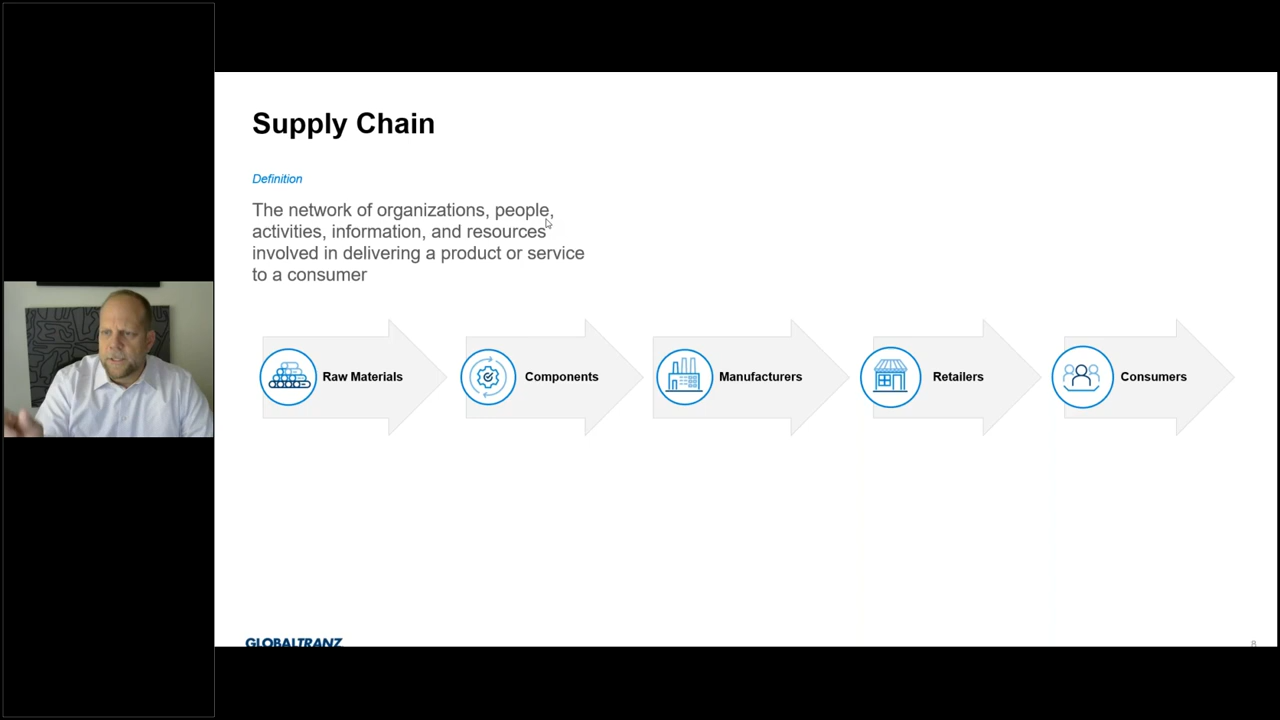 Supply Chain
Definition
The network of organizations, people,
activities, information, and resources
involved in delivering a product or service
to a consumer
Raw Materials
Components
Manufacturers
Retailers
Consumers
GLOBALTRANZ
8